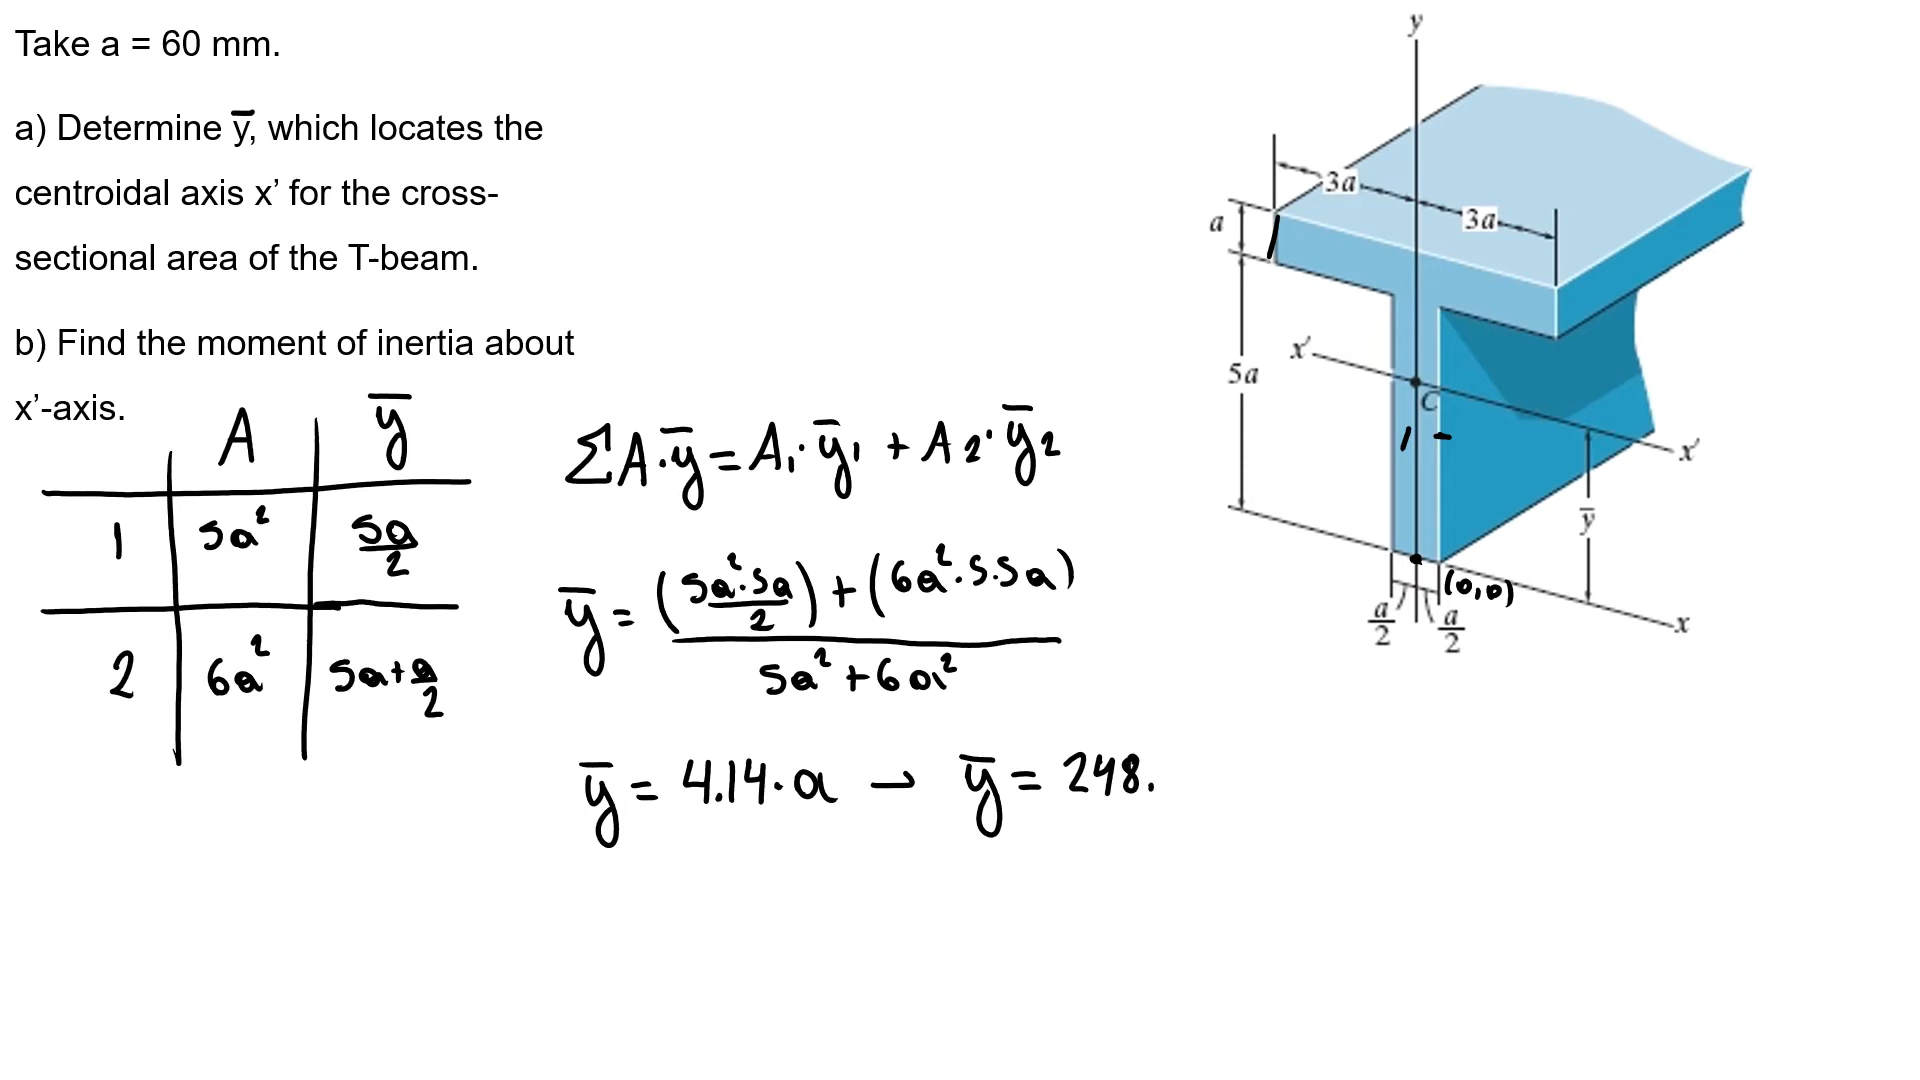 Take a = 60 mm.
a) Determine y̅, which locates the
centroidal axis x’ for the cross-
sectional area of the T-beam.
b) Find the moment of inertia about
x’-axis.
A y̅
1 5a² 5a/2
2 6a² 5a+a/2
ΣA·y̅ = A₁·y̅₁ + A₂·y̅₂
y̅ = ((5a²·5a)/2) + (6a²·5.5a)
5a² + 6a²
y̅ = 4.14·a → y̅ = 248.
y
3a
3a
a
x'
5a
C
x'
y̅
(0,0)
a/2 a/2
x